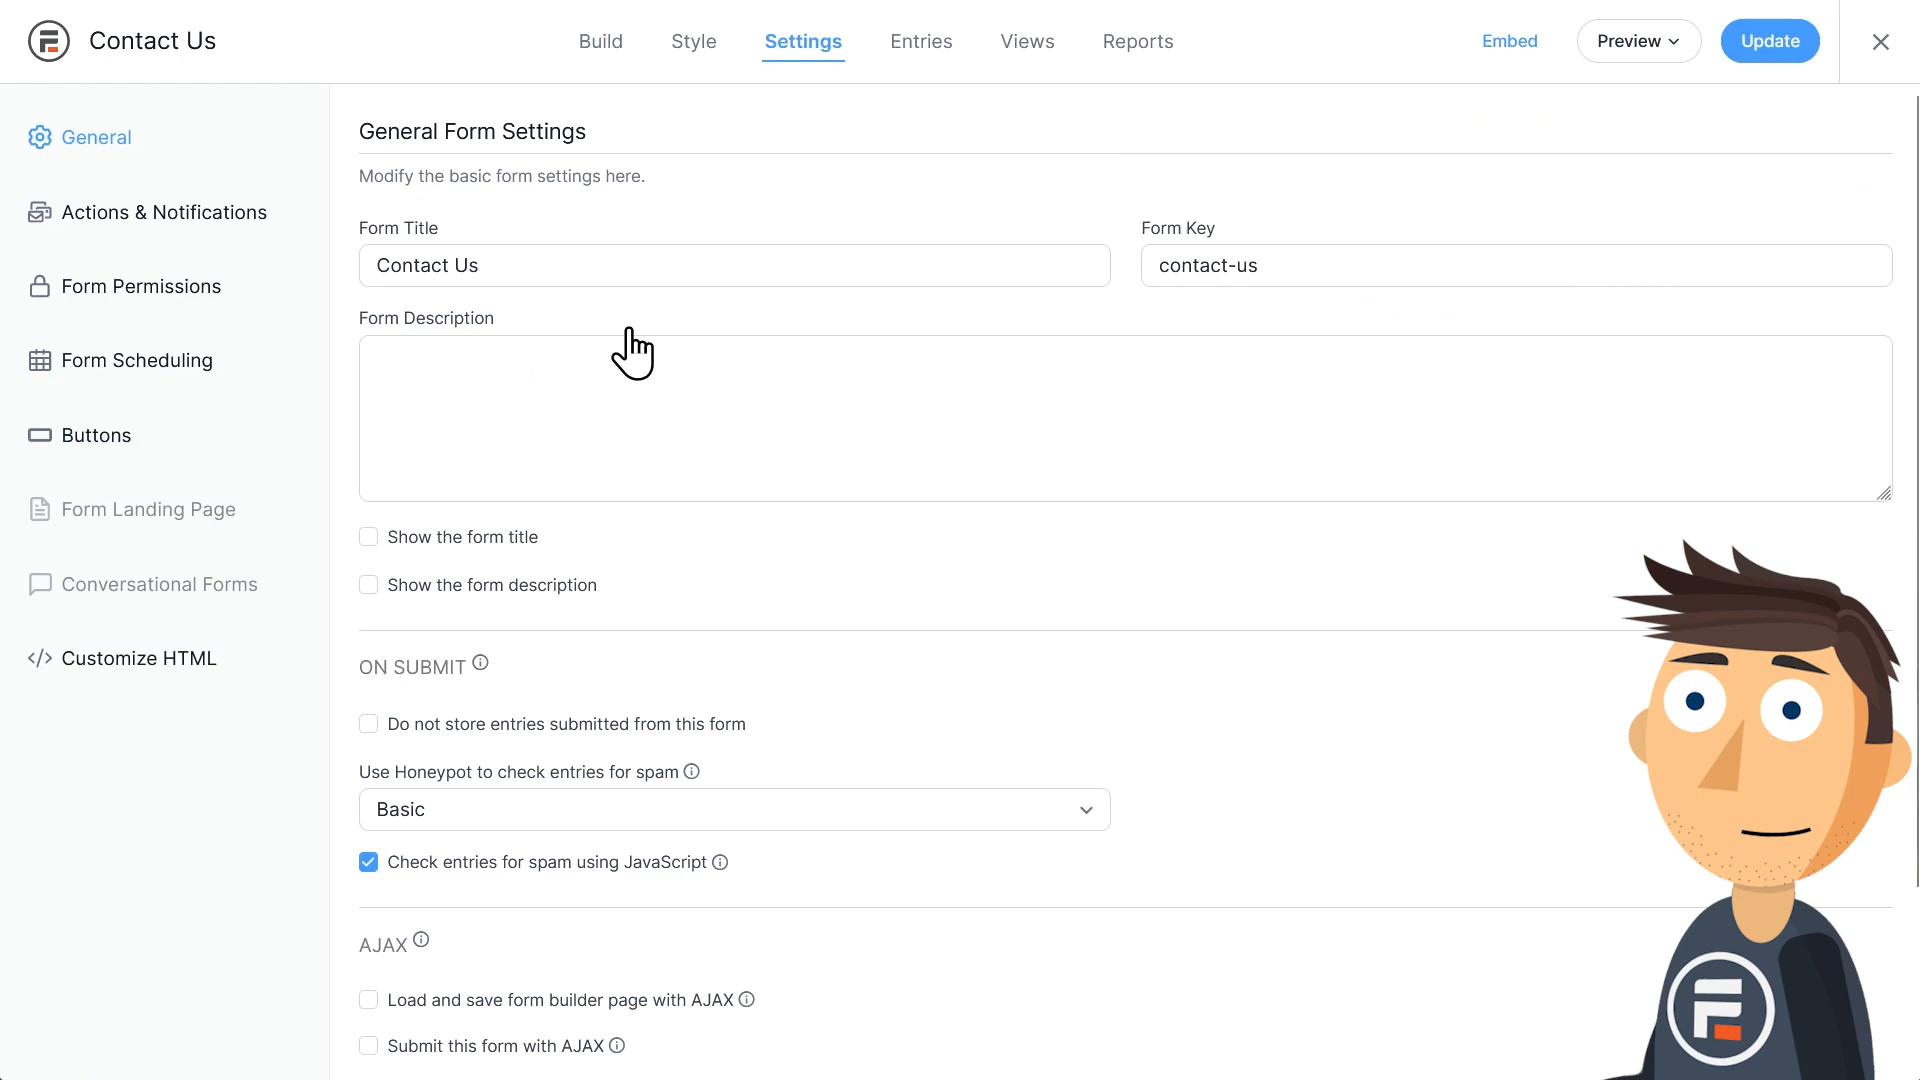 Contact Us
Build
Style
Settings
Entries
Views
Reports
Embed
Preview
Update
General
Actions & Notifications
Form Permissions
Form Scheduling
Buttons
Form Landing Page
Conversational Forms
Customize HTML
General Form Settings
Modify the basic form settings here.
Form Title
Form Key
Contact Us
contact-us
Form Description
Show the form title
Show the form description
ON SUBMIT
Do not store entries submitted from this form
Use Honeypot to check entries for spam
Basic
Check entries for spam using JavaScript
AJAX
Load and save form builder page with AJAX
Submit this form with AJAX